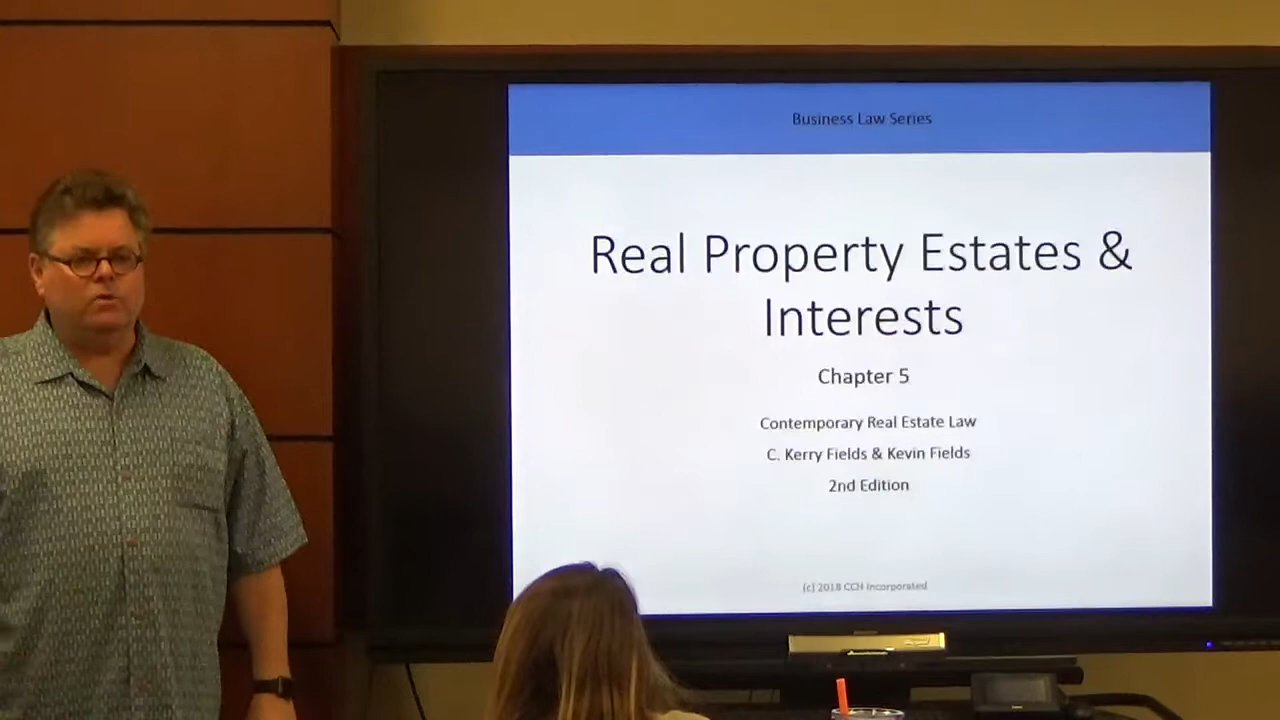 Business Law Series
Real Property Estates &
Interests
Chapter 5
Contemporary Real Estate Law
C. Kerry Fields & Kevin Fields
2nd Edition
(c) 2018 CCH Incorporated